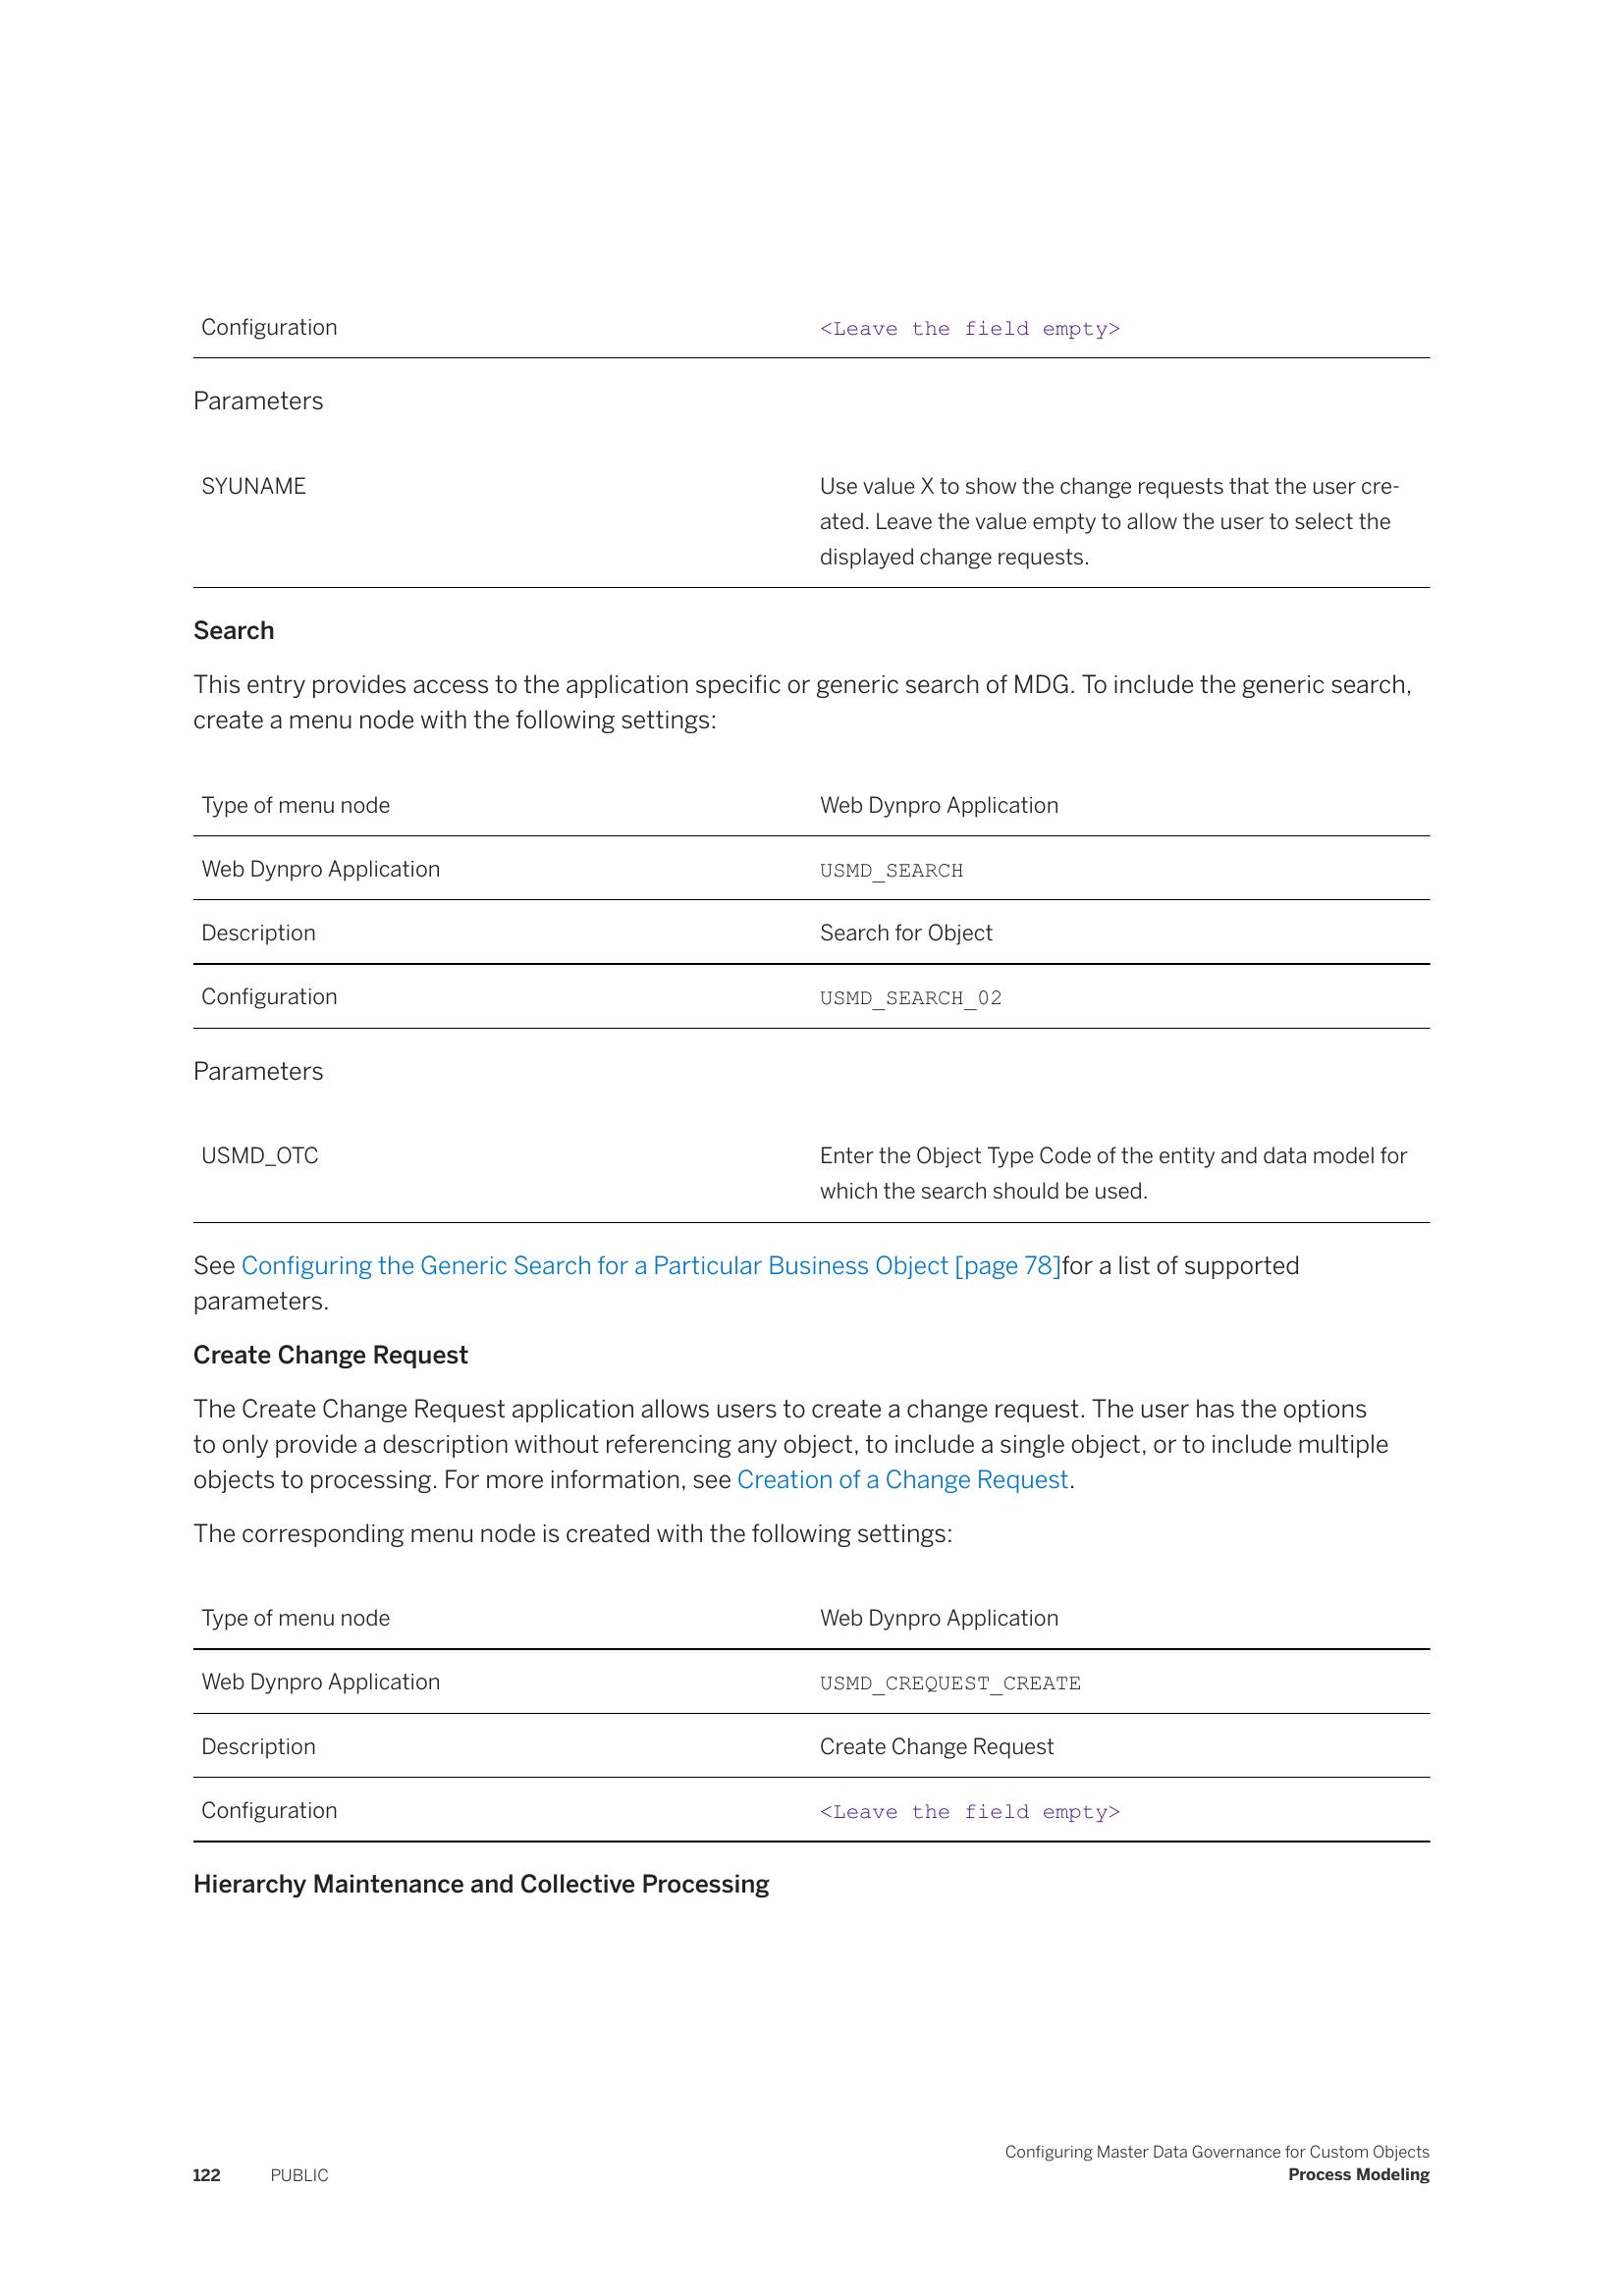 Configuration <Leave the field empty>
Parameters
SYUNAME Use value X to show the change requests that the user cre-
ated. Leave the value empty to allow the user to select the
displayed change requests.
Search
This entry provides access to the application specific or generic search of MDG. To include the generic search,
create a menu node with the following settings:
Type of menu node Web Dynpro Application
Web Dynpro Application USMD_SEARCH
Description Search for Object
Configuration USMD_SEARCH_02
Parameters
USMD_OTC Enter the Object Type Code of the entity and data model for
which the search should be used.
See Configuring the Generic Search for a Particular Business Object [page 78]for a list of supported
parameters.
Create Change Request
The Create Change Request application allows users to create a change request. The user has the options
to only provide a description without referencing any object, to include a single object, or to include multiple
objects to processing. For more information, see Creation of a Change Request.
The corresponding menu node is created with the following settings:
Type of menu node Web Dynpro Application
Web Dynpro Application USMD_CREQUEST_CREATE
Description Create Change Request
Configuration <Leave the field empty>
Hierarchy Maintenance and Collective Processing
Configuring Master Data Governance for Custom Objects
122 PUBLIC Process Modeling